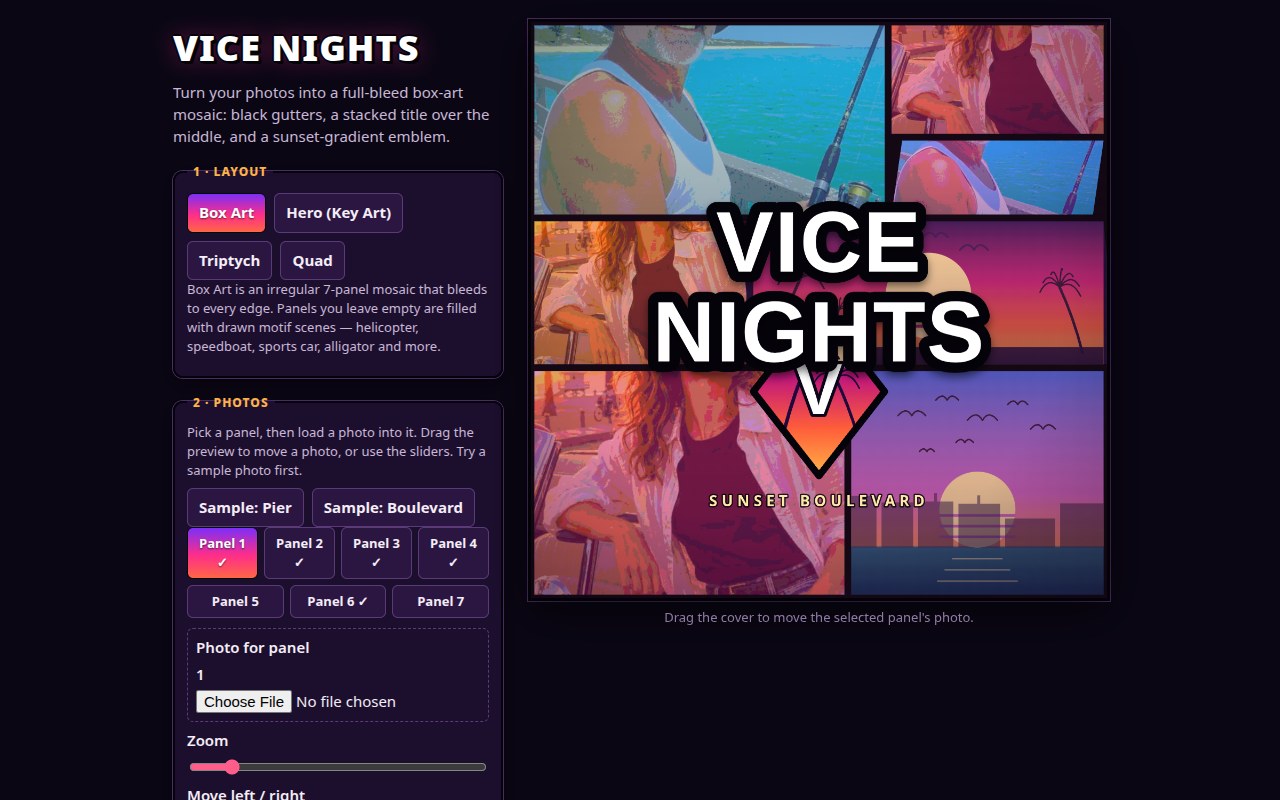 VICE NIGHTS
Turn your photos into a full-bleed box-art
mosaic: black gutters, a stacked title over the
middle, and a sunset-gradient emblem.
1 · LAYOUT
Box Art
Hero (Key Art)
Triptych
Quad
Box Art is an irregular 7-panel mosaic that bleeds
to every edge. Panels you leave empty are filled
with drawn motif scenes — helicopter,
speedboat, sports car, alligator and more.
2 · PHOTOS
Pick a panel, then load a photo into it. Drag the
preview to move a photo, or use the sliders. Try a
sample photo first.
Sample: Pier
Sample: Boulevard
Panel 1 ✓
Panel 2 ✓
Panel 3 ✓
Panel 4 ✓
Panel 5
Panel 6 ✓
Panel 7
Photo for panel
1
Choose File No file chosen
Zoom
Move left / right
VICE
NIGHTS
V
SUNSET BOULEVARD
Drag the cover to move the selected panel's photo.